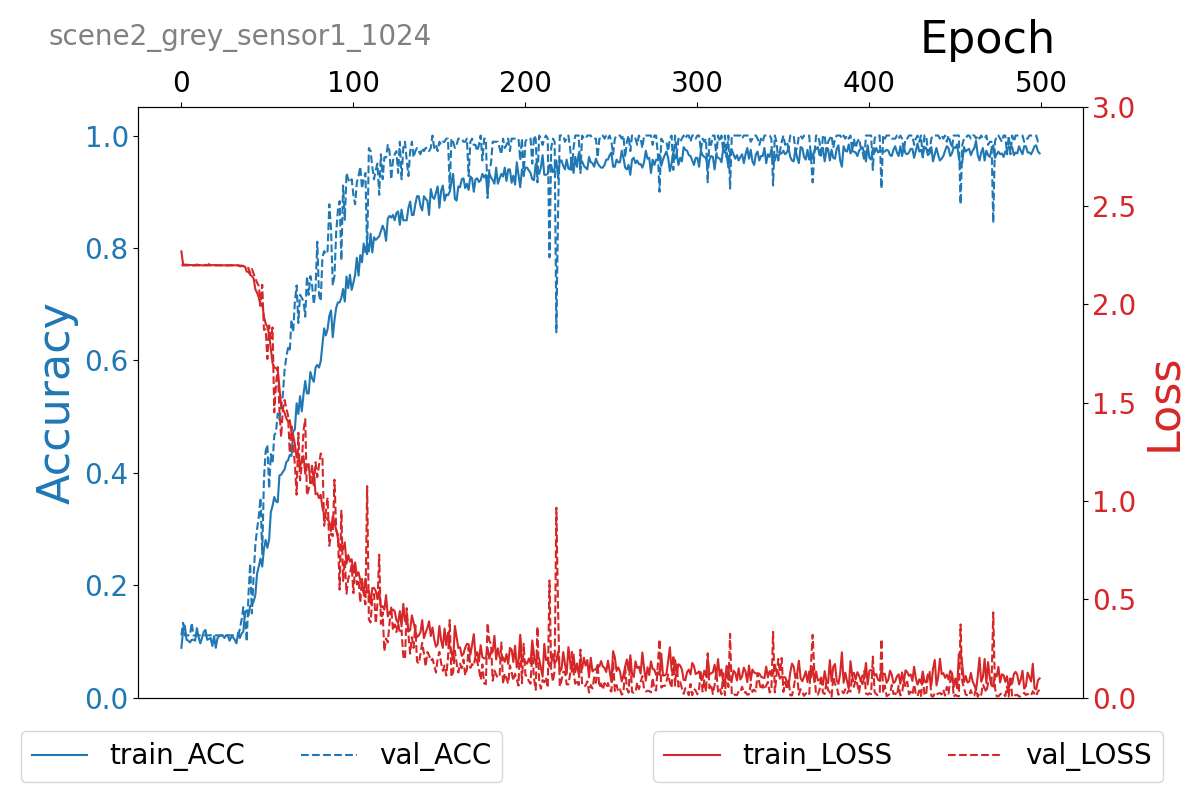 scene2_grey_sensor1_1024
Epoch
0 100 200 300 400 500
1.0
0.8
0.6
0.4
0.2
0.0
Accuracy
3.0
2.5
2.0
1.5
1.0
0.5
0.0
Loss
train_ACC val_ACC
train_LOSS val_LOSS